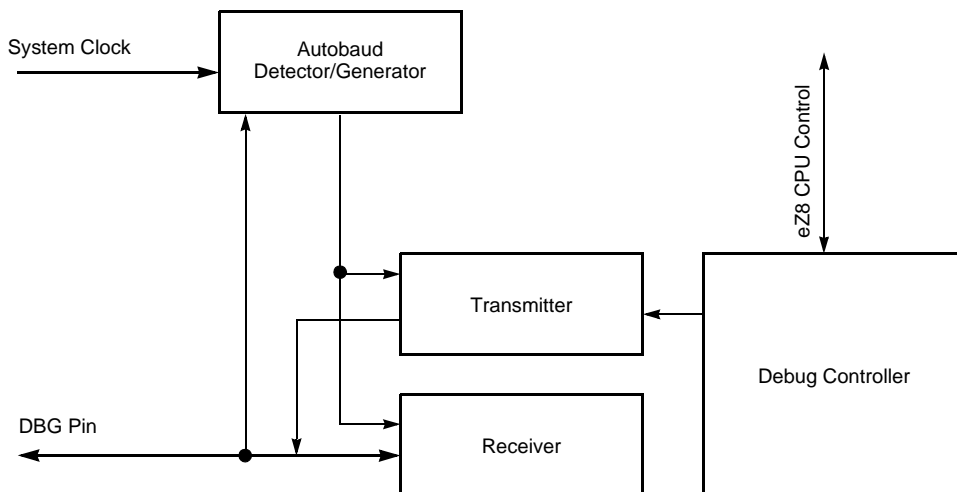 System Clock
Autobaud
Detector/Generator
eZ8 CPU Control
Transmitter
Debug Controller
DBG Pin
Receiver